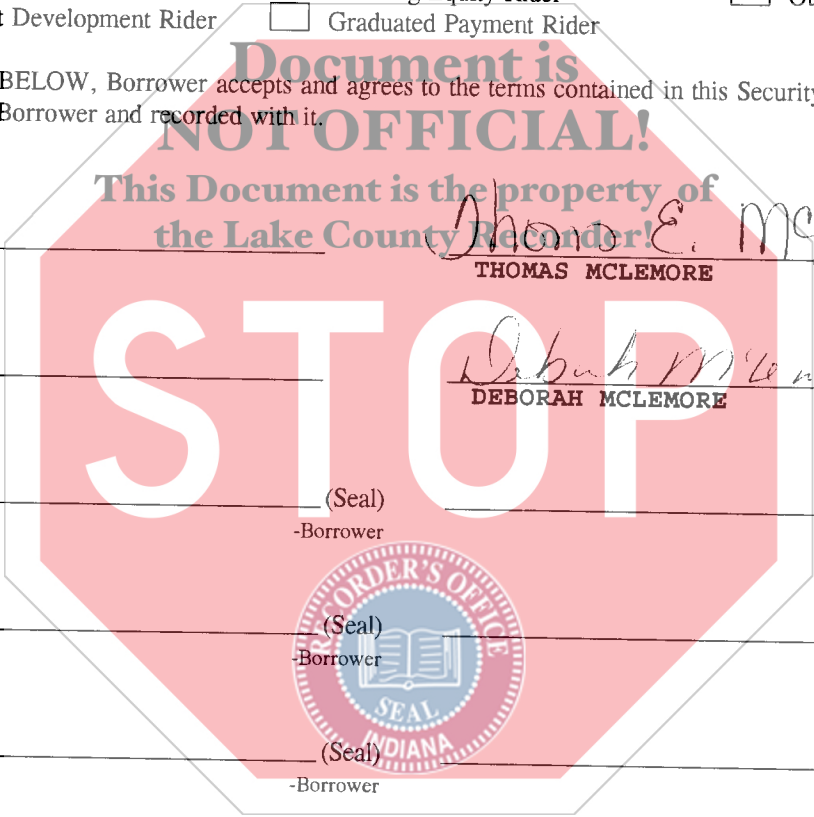 t Development Rider Graduated Payment Rider
Document is
BELOW, Borrower accepts and agrees to the terms contained in this Security
Borrower and recorded with it.
NOT OFFICIAL!
This Document is the property of
the Lake County Recorder!
E. Mc
THOMAS MCLEMORE
STOP
Deborah
DEBORAH MCLEMORE
(Seal)
-Borrower
RECORDER'S OFFICE
(Seal)
-Borrower
SEAL
INDIANA
(Seal)
-Borrower